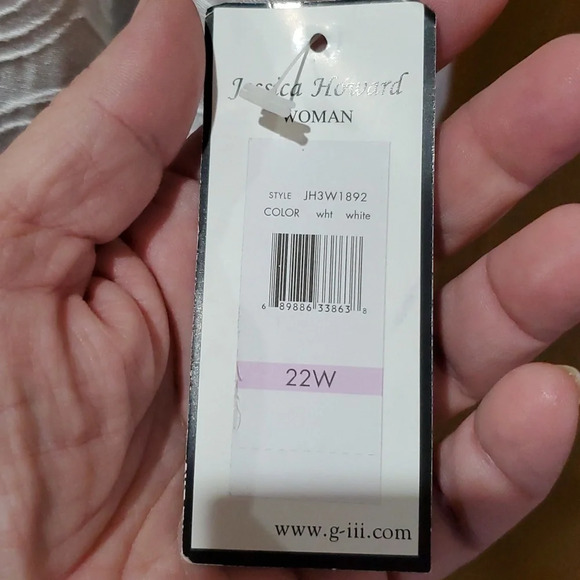 Jessica Howard
WOMAN
STYLE JH3W1892
COLOR wht white
6 89886 33863 8
22W
www.g-iii.com